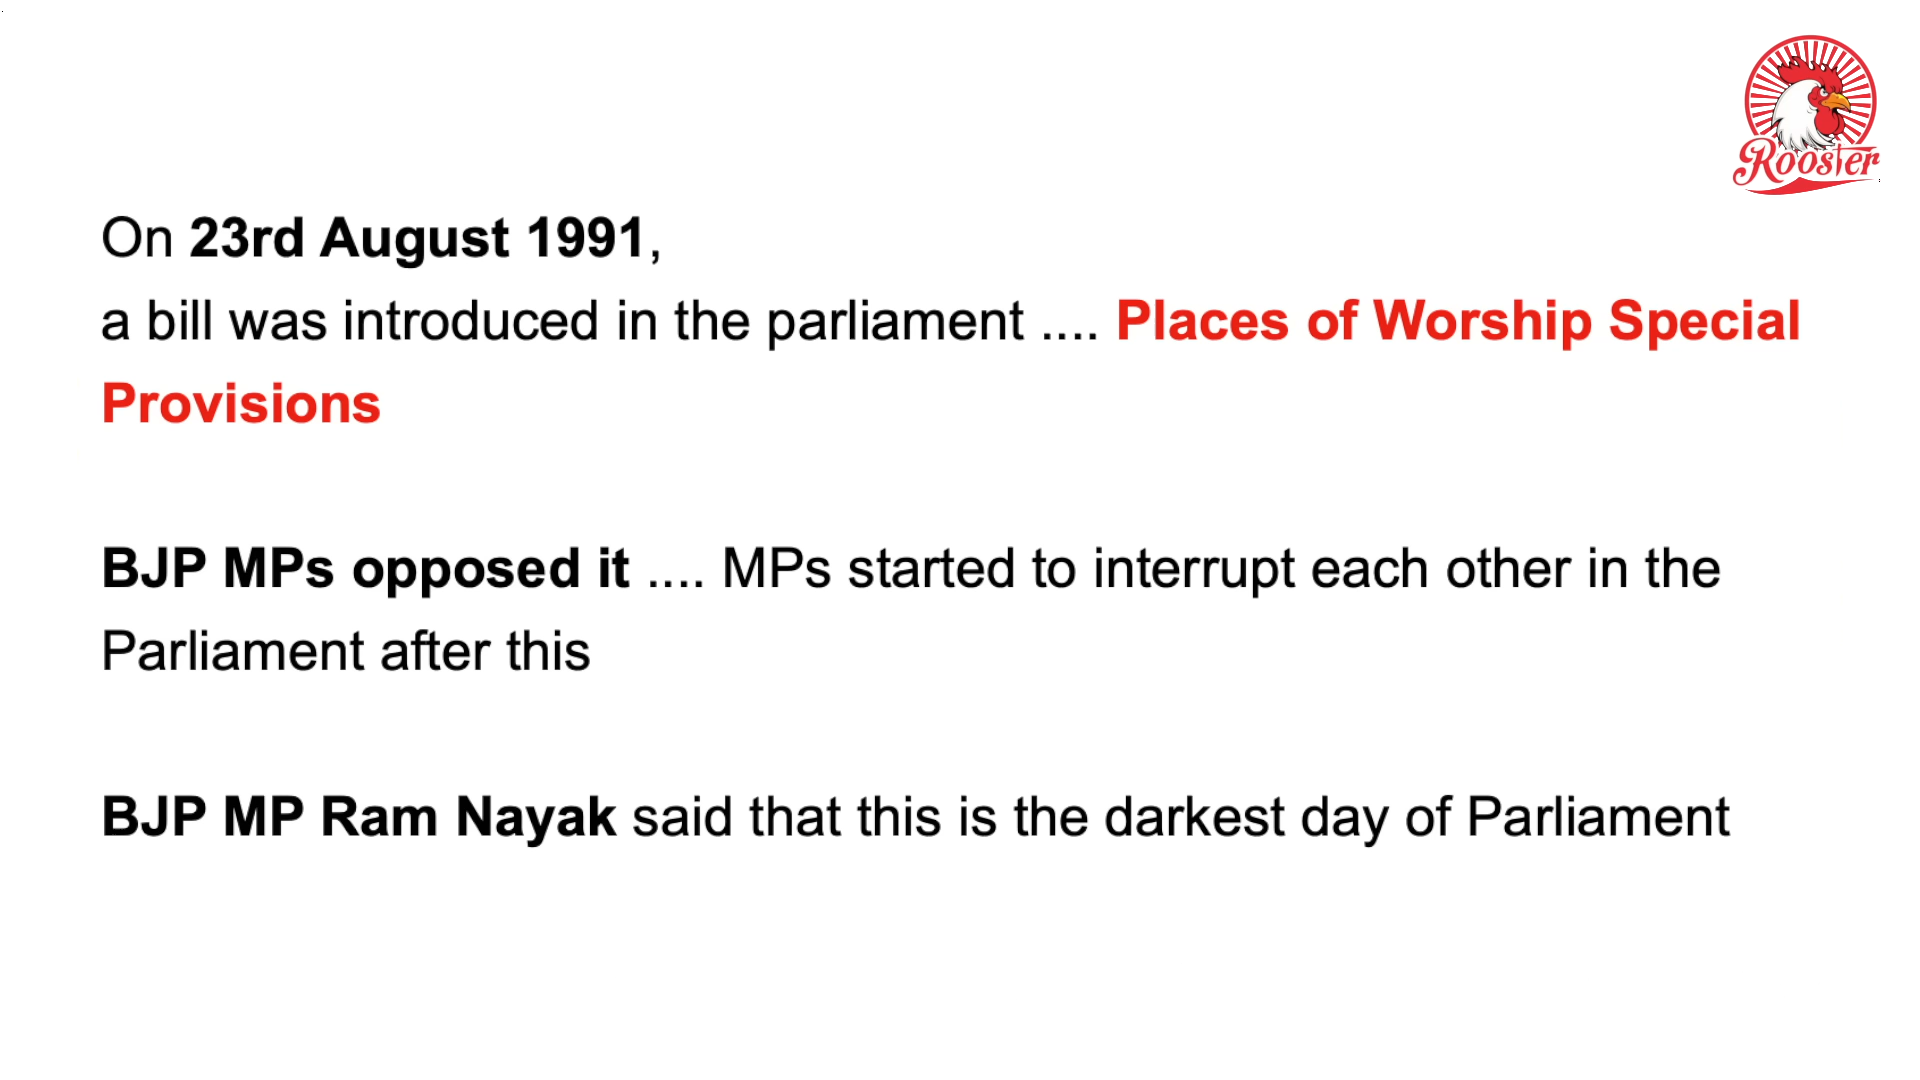 Rooster
On 23rd August 1991,
a bill was introduced in the parliament .... Places of Worship Special
Provisions
BJP MPs opposed it .... MPs started to interrupt each other in the
Parliament after this
BJP MP Ram Nayak said that this is the darkest day of Parliament